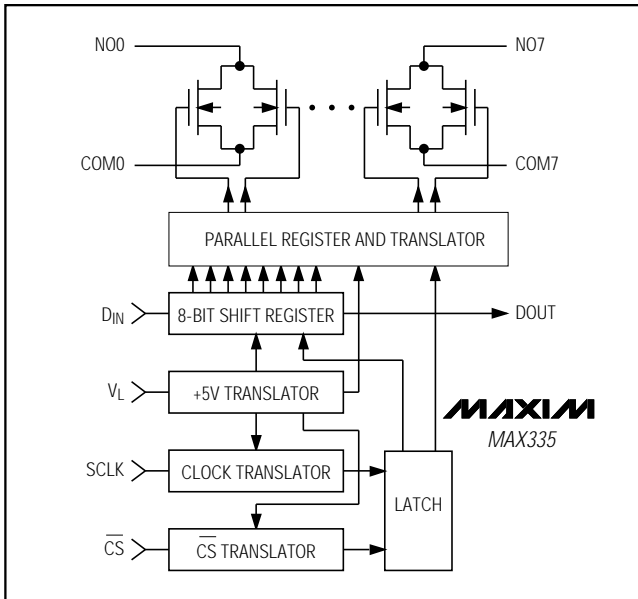 NO0 NO7
COM0 COM7
PARALLEL REGISTER AND TRANSLATOR
DIN 8-BIT SHIFT REGISTER DOUT
VL +5V TRANSLATOR
MAXIM
MAX335
SCLK CLOCK TRANSLATOR
LATCH
CS CS TRANSLATOR